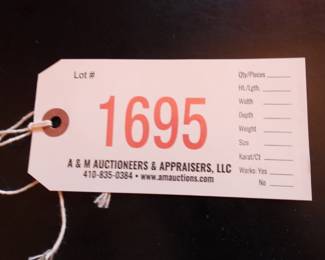 Lot #
1695
A & M AUCTIONEERS & APPRAISERS, LLC
410-835-0384 • www.amauctions.com
Qty/Pieces
Ht./Lgth.
Width
Depth
Weight
Size
Karat/Ct
Works: Yes
No